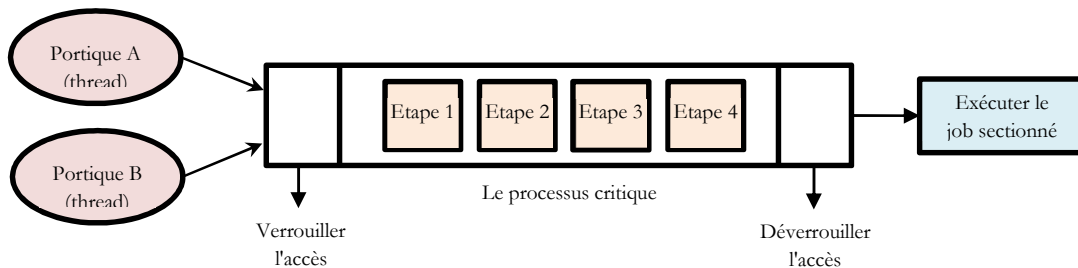 Portique A
(thread)
Portique B
(thread)
Etape 1
Etape 2
Etape 3
Etape 4
Le processus critique
Verrouiller
l'accès
Déverrouiller
l'accès
Exécuter le
job sectionné